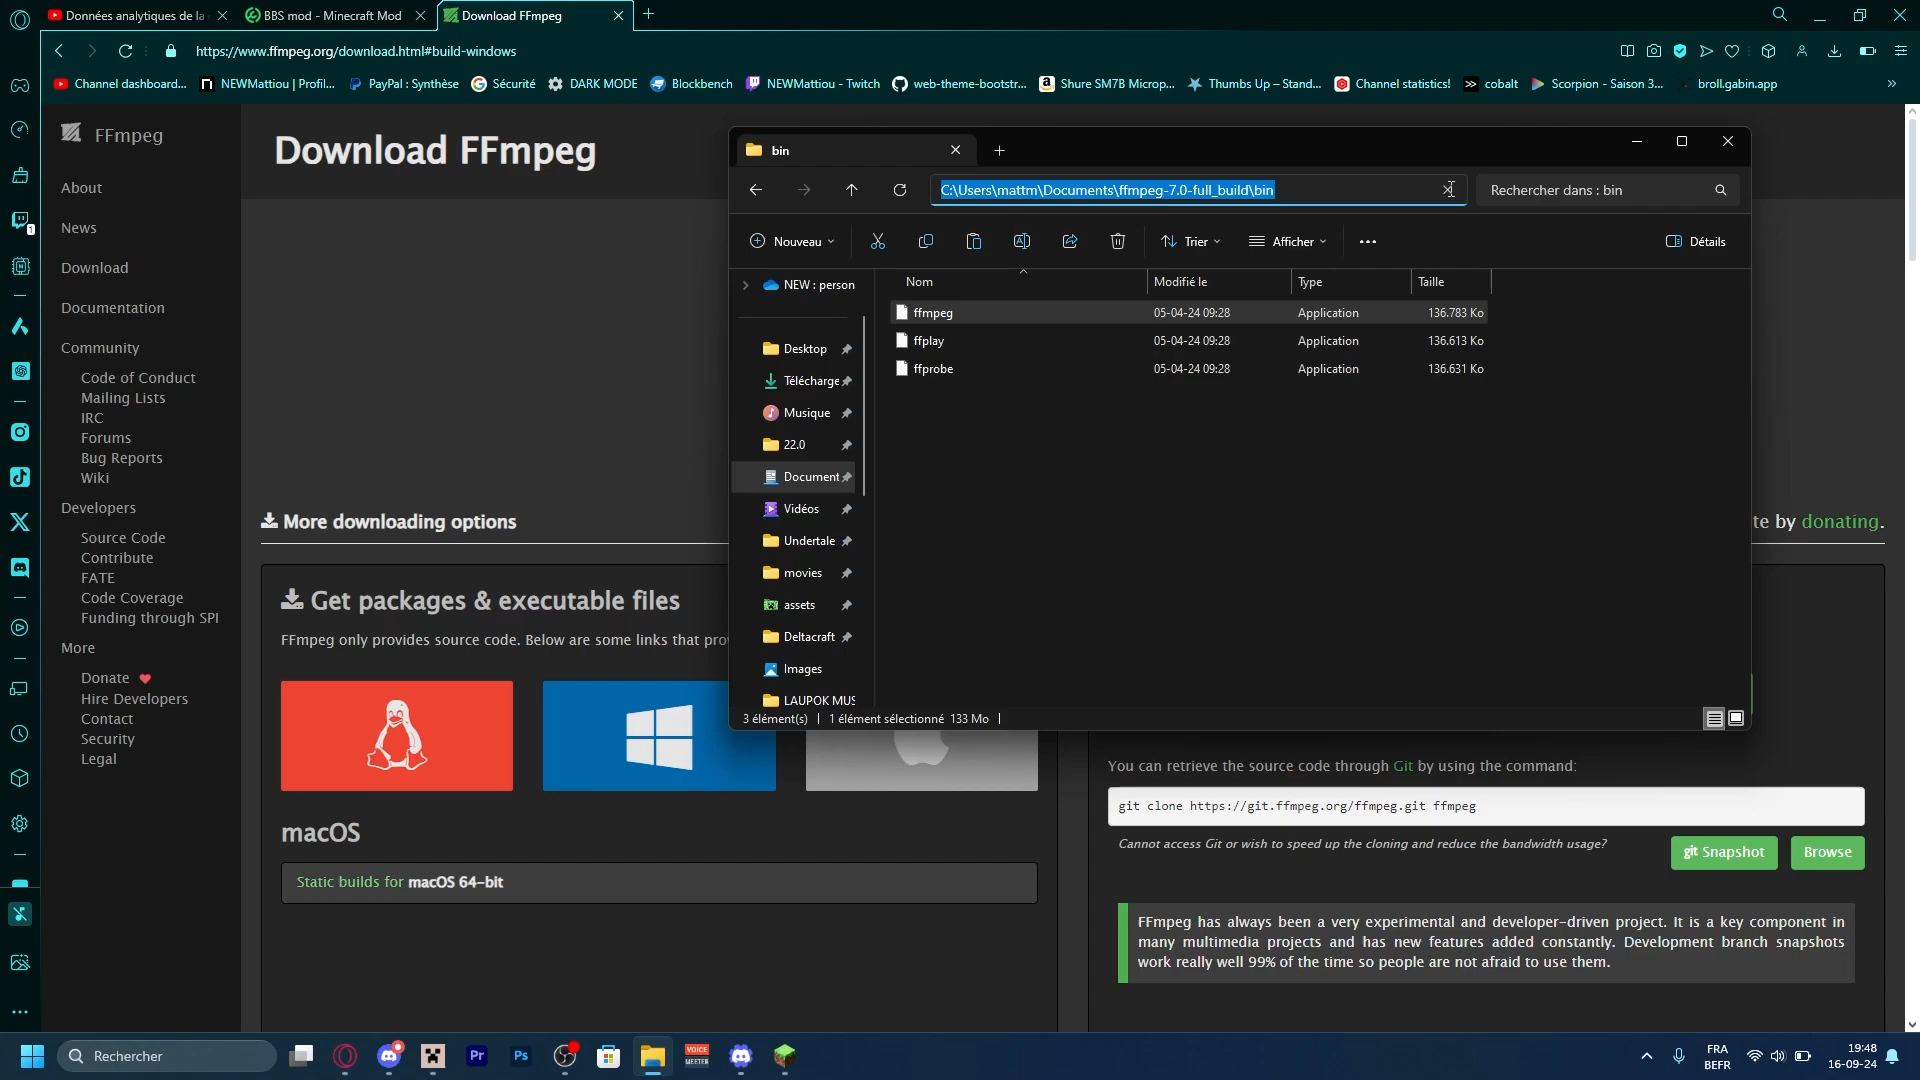 Données analytiques de la
BBS mod - Minecraft Mod
Download FFmpeg
https://www.ffmpeg.org/download.html#build-windows
Channel dashboard...
NEWMattiou | Profil...
PayPal : Synthèse
Sécurité
DARK MODE
Blockbench
NEWMattiou - Twitch
web-theme-bootstr...
Shure SM7B Microp...
Thumbs Up – Stand...
Channel statistics!
cobalt
Scorpion - Saison 3...
broll.gabin.app
FFmpeg
About
News
Download
Documentation
Community
Code of Conduct
Mailing Lists
IRC
Forums
Bug Reports
Wiki
Developers
Source Code
Contribute
FATE
Code Coverage
Funding through SPI
More
Donate
Hire Developers
Contact
Security
Legal
Download FFmpeg
More downloading options
te by donating.
Get packages & executable files
FFmpeg only provides source code. Below are some links that prov
macOS
Static builds for macOS 64-bit
bin
C:\Users\mattm\Documents\ffmpeg-7.0-full_build\bin
Rechercher dans : bin
Nouveau
Trier
Afficher
Détails
NEW : person
Desktop
Télécharge
Musique
22.0
Document
Vidéos
Undertale
movies
assets
Deltacraft
Images
LAUPOK MUS
Nom Modifié le Type Taille
ffmpeg 05-04-24 09:28 Application 136.783 Ko
ffplay 05-04-24 09:28 Application 136.613 Ko
ffprobe 05-04-24 09:28 Application 136.631 Ko
3 élément(s) | 1 élément sélectionné 133 Mo |
You can retrieve the source code through Git by using the command:
git clone https://git.ffmpeg.org/ffmpeg.git ffmpeg
Cannot access Git or wish to speed up the cloning and reduce the bandwidth usage?
git Snapshot
Browse
FFmpeg has always been a very experimental and developer-driven project. It is a key component in
many multimedia projects and has new features added constantly. Development branch snapshots
work really well 99% of the time so people are not afraid to use them.
1
Rechercher
Pr
Ps
VOICE
MEETER
FRA
BEFR
19:48
16-09-24